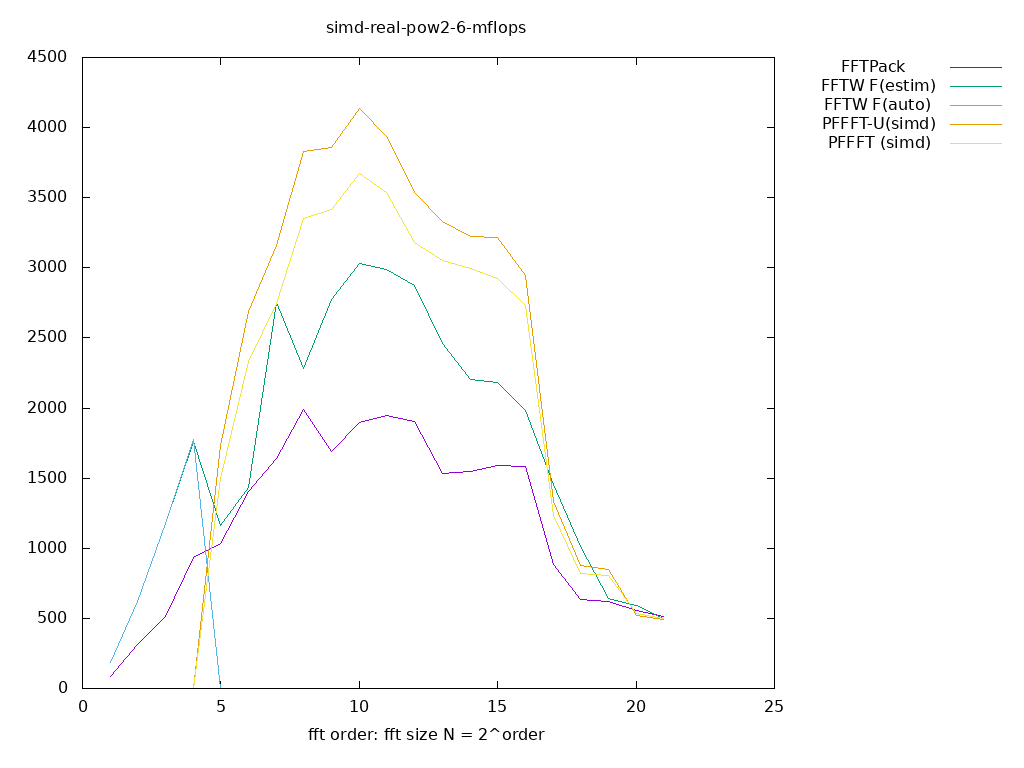 simd-real-pow2-6-mflops
4500
4000
3500
3000
2500
2000
1500
1000
500
0
0 5 10 15 20 25
fft order: fft size N = 2^order
FFTPack
FFTW F(estim)
FFTW F(auto)
PFFFT-U(simd)
PFFFT (simd)